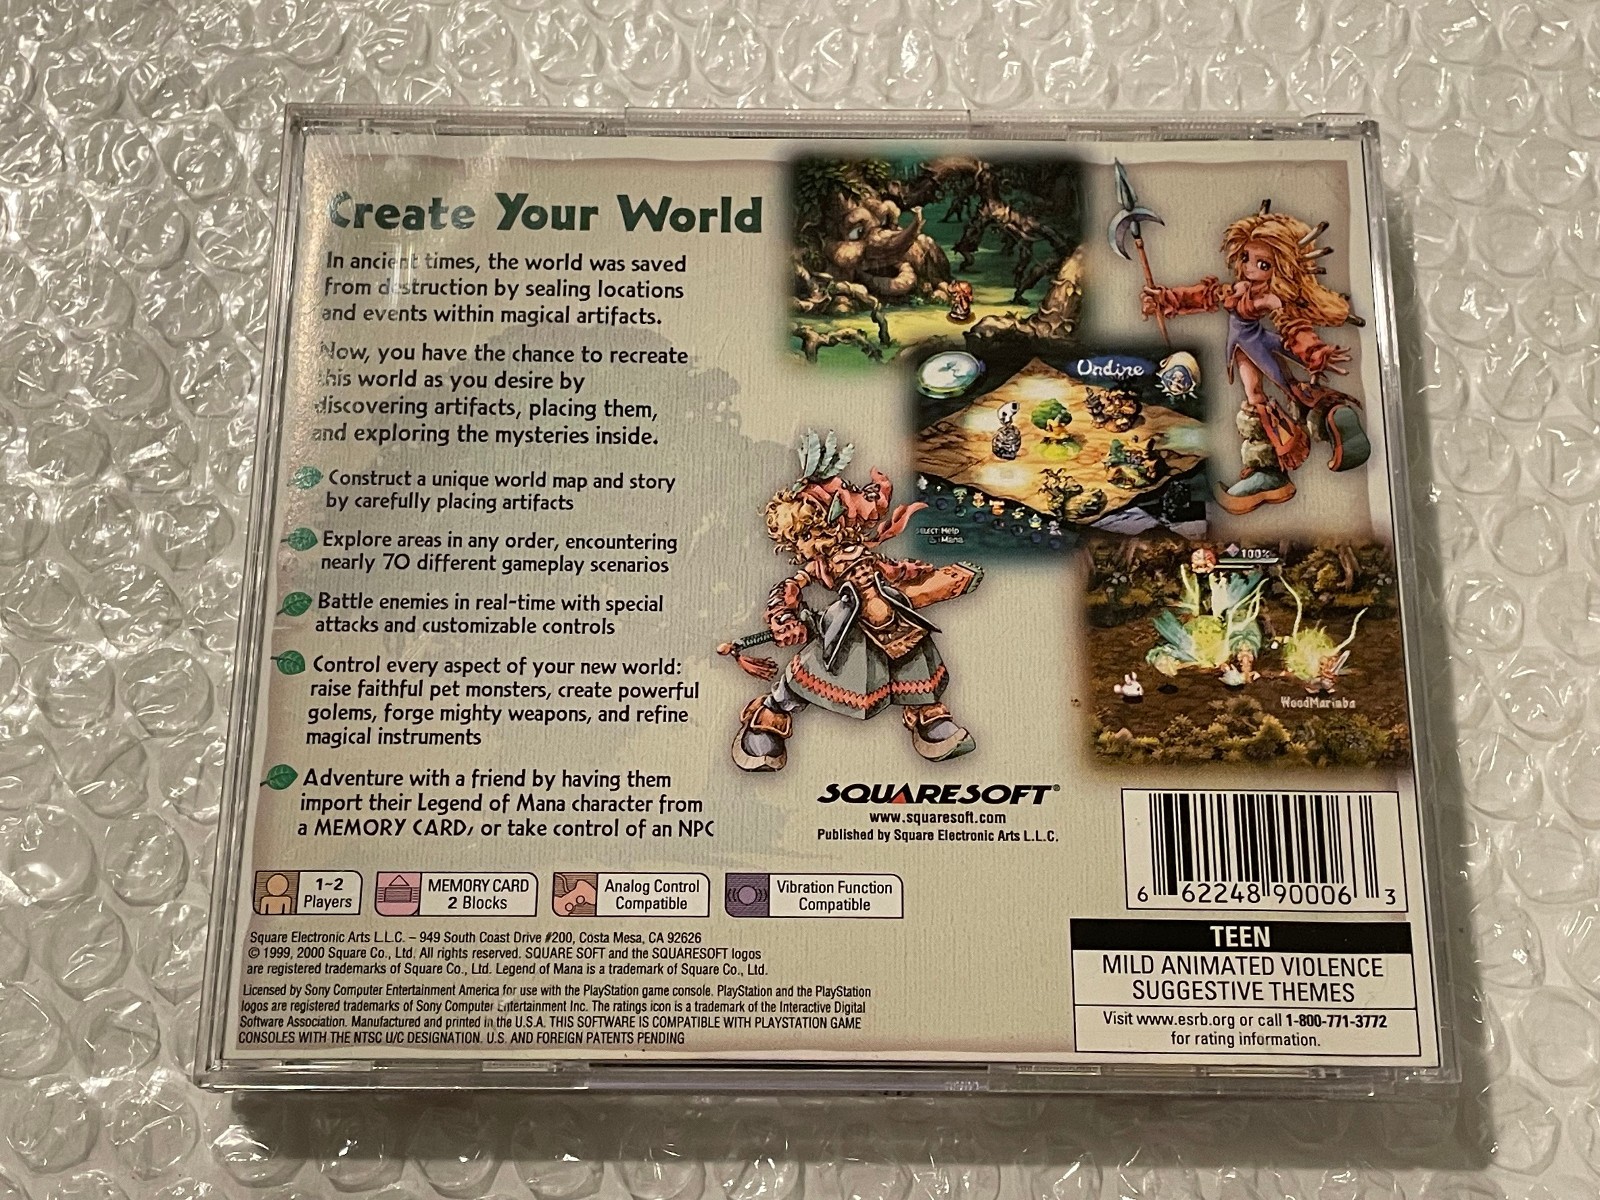 Create Your World
In ancient times, the world was saved
from destruction by sealing locations
and events within magical artifacts.
Now, you have the chance to recreate
this world as you desire by
discovering artifacts, placing them,
and exploring the mysteries inside.
Construct a unique world map and story
by carefully placing artifacts
Explore areas in any order, encountering
nearly 70 different gameplay scenarios
Battle enemies in real-time with special
attacks and customizable controls
Control every aspect of your new world:
raise faithful pet monsters, create powerful
golems, forge mighty weapons, and refine
magical instruments
Adventure with a friend by having them
import their Legend of Mana character from
a MEMORY CARD, or take control of an NPC
Undine
SELECT: Help
: Mana
100%
WoodMarimba
SQUARESOFT®
www.squaresoft.com
Published by Square Electronic Arts L.L.C.
6 62248 90006 3
1-2
Players
MEMORY CARD
2 Blocks
Analog Control
Compatible
Vibration Function
Compatible
TEEN
MILD ANIMATED VIOLENCE
SUGGESTIVE THEMES
Visit www.esrb.org or call 1-800-771-3772
for rating information.
Square Electronic Arts L.L.C. – 949 South Coast Drive #200, Costa Mesa, CA 92626
© 1999, 2000 Square Co., Ltd. All rights reserved. SQUARE SOFT and the SQUARESOFT logos
are registered trademarks of Square Co., Ltd. Legend of Mana is a trademark of Square Co., Ltd.
Licensed by Sony Computer Entertainment America for use with the PlayStation game console. PlayStation and the PlayStation
logos are registered trademarks of Sony Computer Entertainment Inc. The ratings icon is a trademark of the Interactive Digital
Software Association. Manufactured and printed in the U.S.A. THIS SOFTWARE IS COMPATIBLE WITH PLAYSTATION GAME
CONSOLES WITH THE NTSC U/C DESIGNATION. U.S. AND FOREIGN PATENTS PENDING